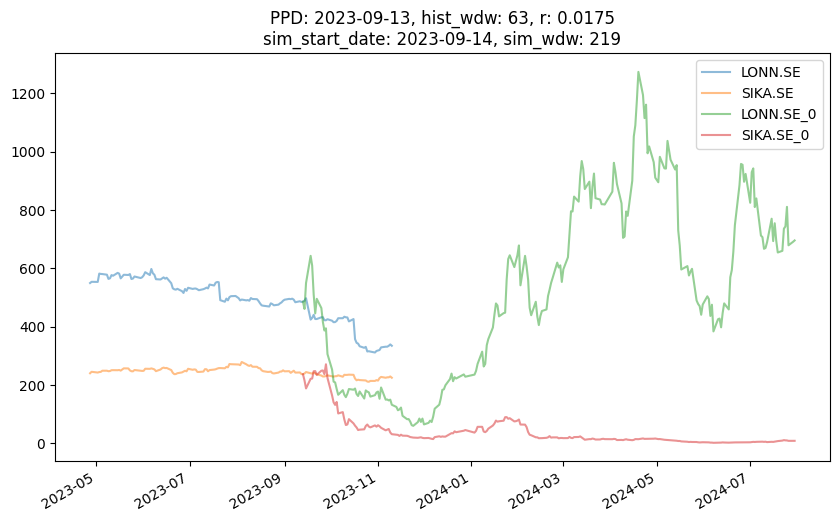 PPD: 2023-09-13, hist_wdw: 63, r: 0.0175
sim_start_date: 2023-09-14, sim_wdw: 219
LONN.SE
SIKA.SE
LONN.SE_0
SIKA.SE_0
1200
1000
800
600
400
200
0
2023-05
2023-07
2023-09
2023-11
2024-01
2024-03
2024-05
2024-07